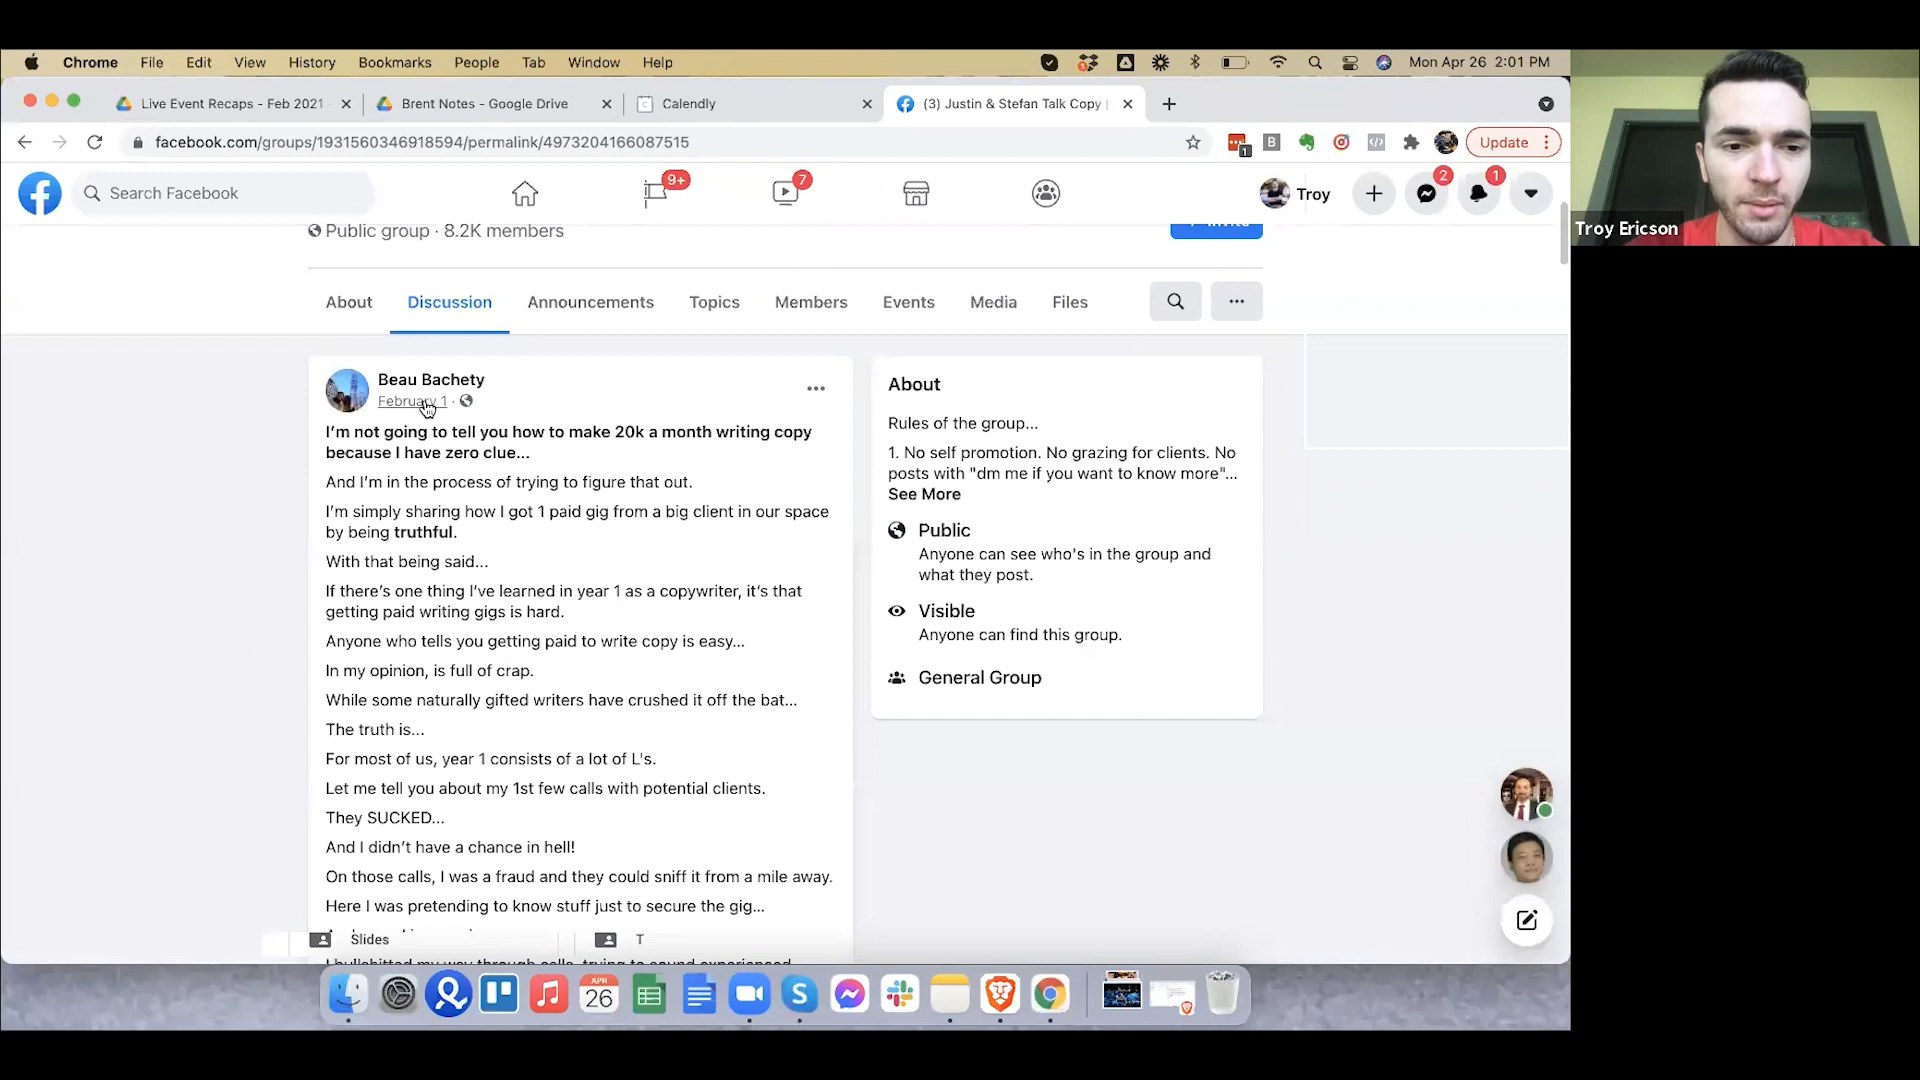 Chrome File Edit View History Bookmarks People Tab Window Help
Mon Apr 26 2:01 PM
Live Event Recaps - Feb 2021
Brent Notes - Google Drive
Calendly
(3) Justin & Stefan Talk Copy
facebook.com/groups/1931560346918594/permalink/4973204166087515
1
B
Update
Search Facebook
9+
7
Troy
2
1
Troy Ericson
Public group · 8.2K members
About
Discussion
Announcements
Topics
Members
Events
Media
Files
Beau Bachety
February 1 ·
I'm not going to tell you how to make 20k a month writing copy
because I have zero clue...
And I'm in the process of trying to figure that out.
I'm simply sharing how I got 1 paid gig from a big client in our space
by being truthful.
With that being said...
If there's one thing I've learned in year 1 as a copywriter, it's that
getting paid writing gigs is hard.
Anyone who tells you getting paid to write copy is easy...
In my opinion, is full of crap.
While some naturally gifted writers have crushed it off the bat...
The truth is...
For most of us, year 1 consists of a lot of L's.
Let me tell you about my 1st few calls with potential clients.
They SUCKED...
And I didn't have a chance in hell!
On those calls, I was a fraud and they could sniff it from a mile away.
Here I was pretending to know stuff just to secure the gig...
Slides
T
About
Rules of the group...
1. No self promotion. No grazing for clients. No
posts with "dm me if you want to know more"...
See More
Public
Anyone can see who's in the group and
what they post.
Visible
Anyone can find this group.
General Group
APR
26